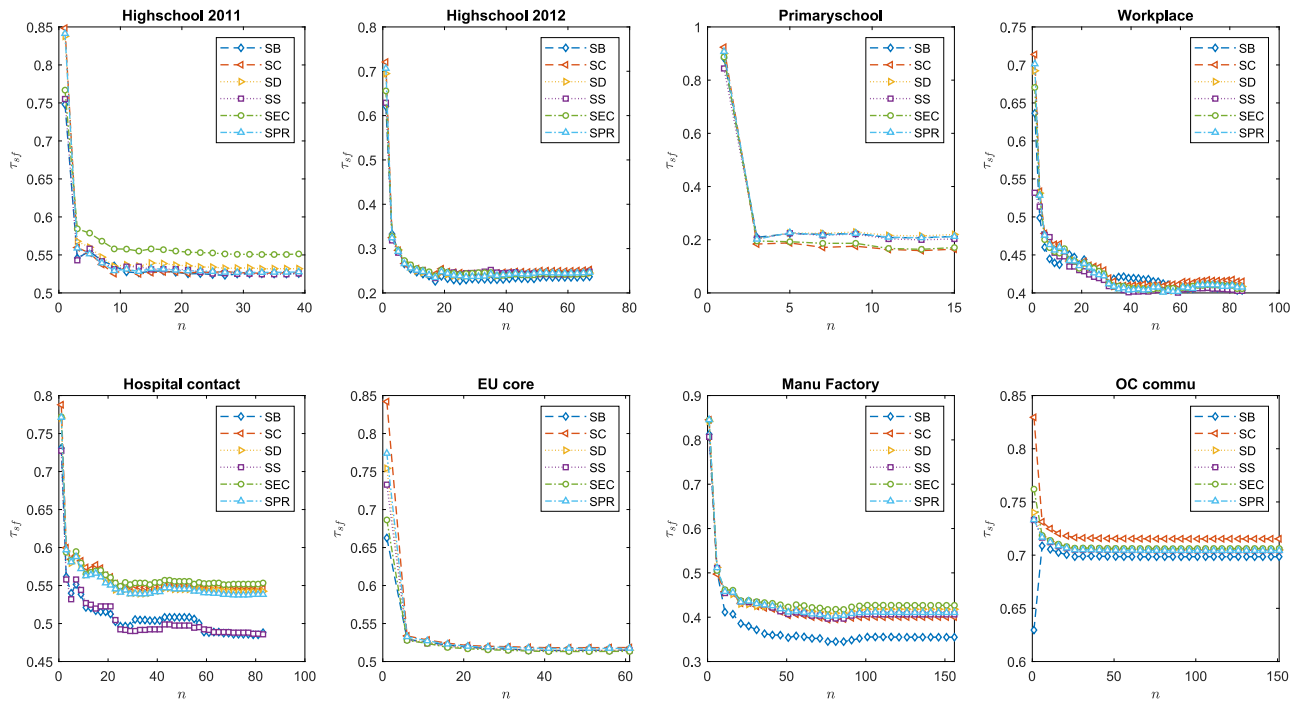 Highschool 2011
0.85
0.8
0.75
0.7
0.65
0.6
0.55
0.5
τsf
0
10
20
30
40
n
SB
SC
SD
SS
SEC
SPR
Highschool 2012
0.8
0.7
0.6
0.5
0.4
0.3
0.2
τsf
0
20
40
60
80
n
SB
SC
SD
SS
SEC
SPR
Primaryschool
1
0.8
0.6
0.4
0.2
0
τsf
0
5
10
15
n
SB
SC
SD
SS
SEC
SPR
Workplace
0.75
0.7
0.65
0.6
0.55
0.5
0.45
0.4
τsf
0
20
40
60
80
100
n
SB
SC
SD
SS
SEC
SPR
Hospital contact
0.8
0.75
0.7
0.65
0.6
0.55
0.5
0.45
τsf
0
20
40
60
80
100
n
SB
SC
SD
SS
SEC
SPR
EU core
0.85
0.8
0.75
0.7
0.65
0.6
0.55
0.5
τsf
0
20
40
60
n
SB
SC
SD
SS
SEC
SPR
Manu Factory
0.9
0.8
0.7
0.6
0.5
0.4
0.3
τsf
0
50
100
150
n
SB
SC
SD
SS
SEC
SPR
OC commu
0.85
0.8
0.75
0.7
0.65
0.6
τsf
0
50
100
150
n
SB
SC
SD
SS
SEC
SPR